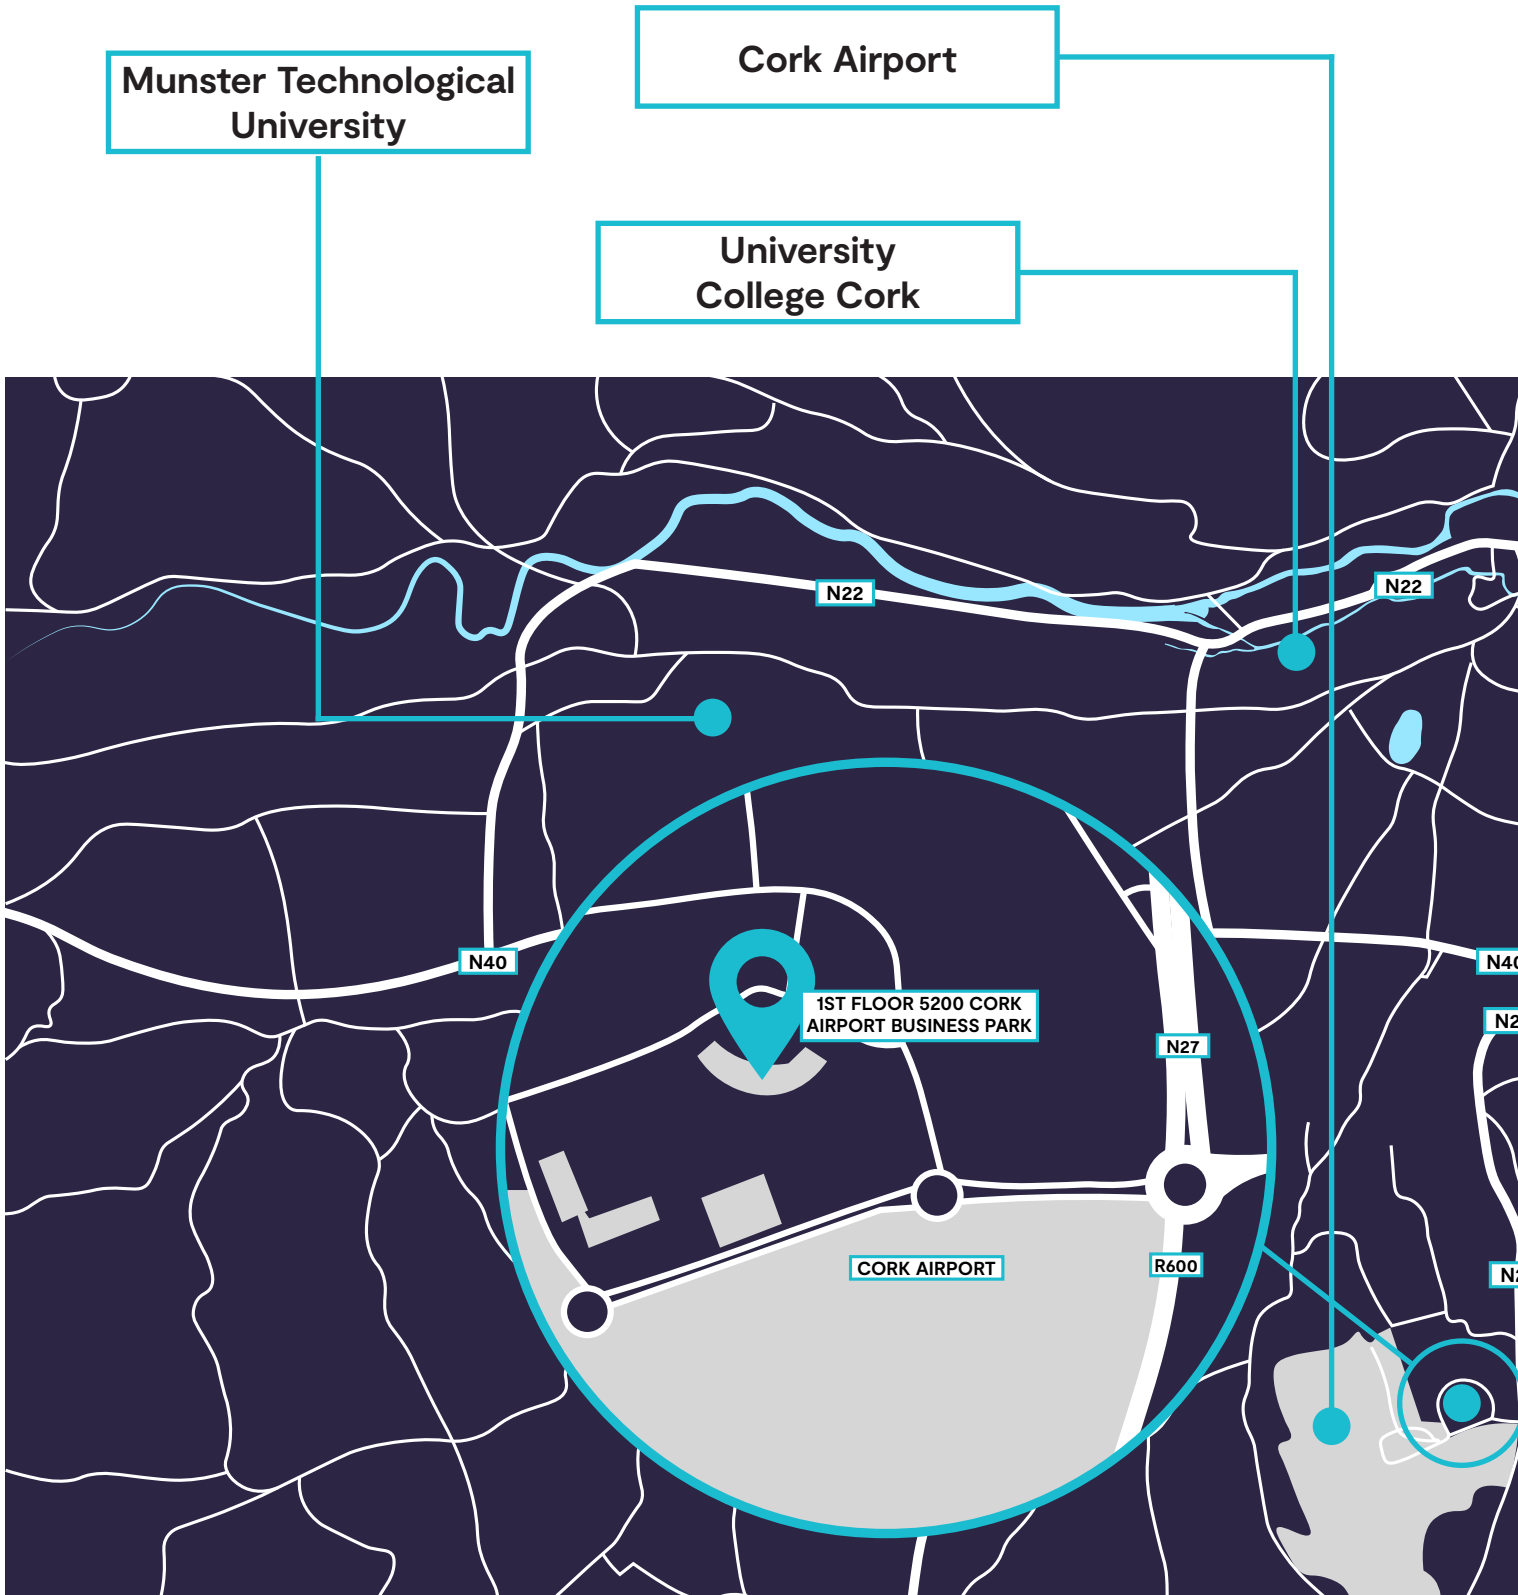 Cork Airport
Munster Technological
University
University
College Cork
N22
N22
N40
N40
1ST FLOOR 5200 CORK
AIRPORT BUSINESS PARK
N27
CORK AIRPORT
R600